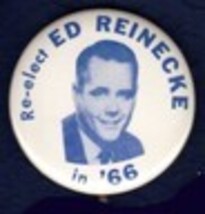 Re-elect ED REINECKE
in '66